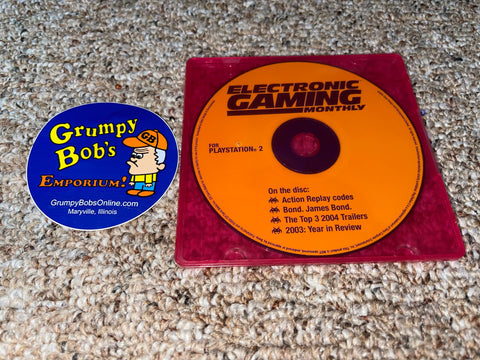 Grumpy
Bob's
GB
EMPORIUM!
GrumpyBobsOnline.com
Maryville, Illinois
ELECTRONIC
GAMING
MONTHLY
FOR
PLAYSTATION® 2
On the disc:
Action Replay codes
Bond. James Bond.
The Top 3 2004 Trailers
2003: Year in Review